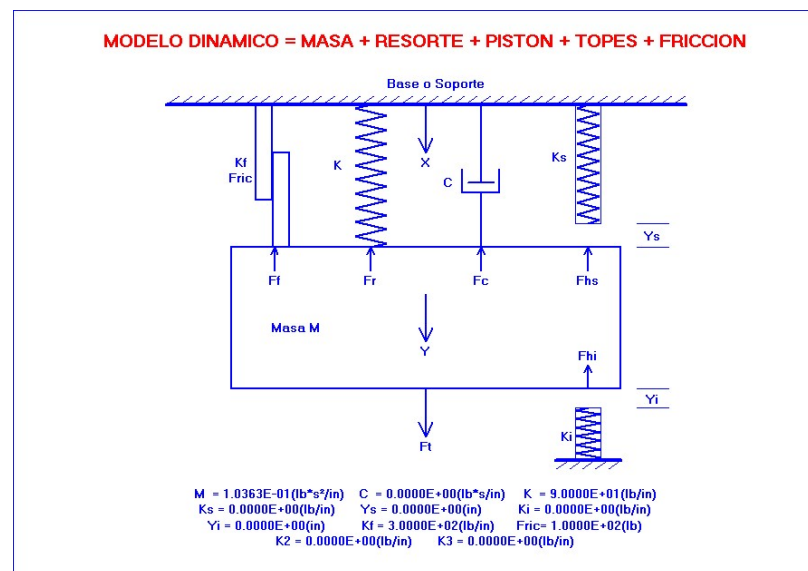 MODELO DINAMICO = MASA + RESORTE + PISTON + TOPES + FRICCION
Base o Soporte
Kf
Fric
K
X
C
Ks
Ys
Ff
Fr
Fc
Fhs
Masa M
Y
Fhi
Yi
Ft
Ki
M = 1.0363E-01(lb*s²/in) C = 0.0000E+00(lb*s/in) K = 9.0000E+01(lb/in)
Ks = 0.0000E+00(lb/in) Ys = 0.0000E+00(in) Ki = 0.0000E+00(lb/in)
Yi = 0.0000E+00(in) Kf = 3.0000E+02(lb/in) Fric= 1.0000E+02(lb)
K2 = 0.0000E+00(lb/in) K3 = 0.0000E+00(lb/in)